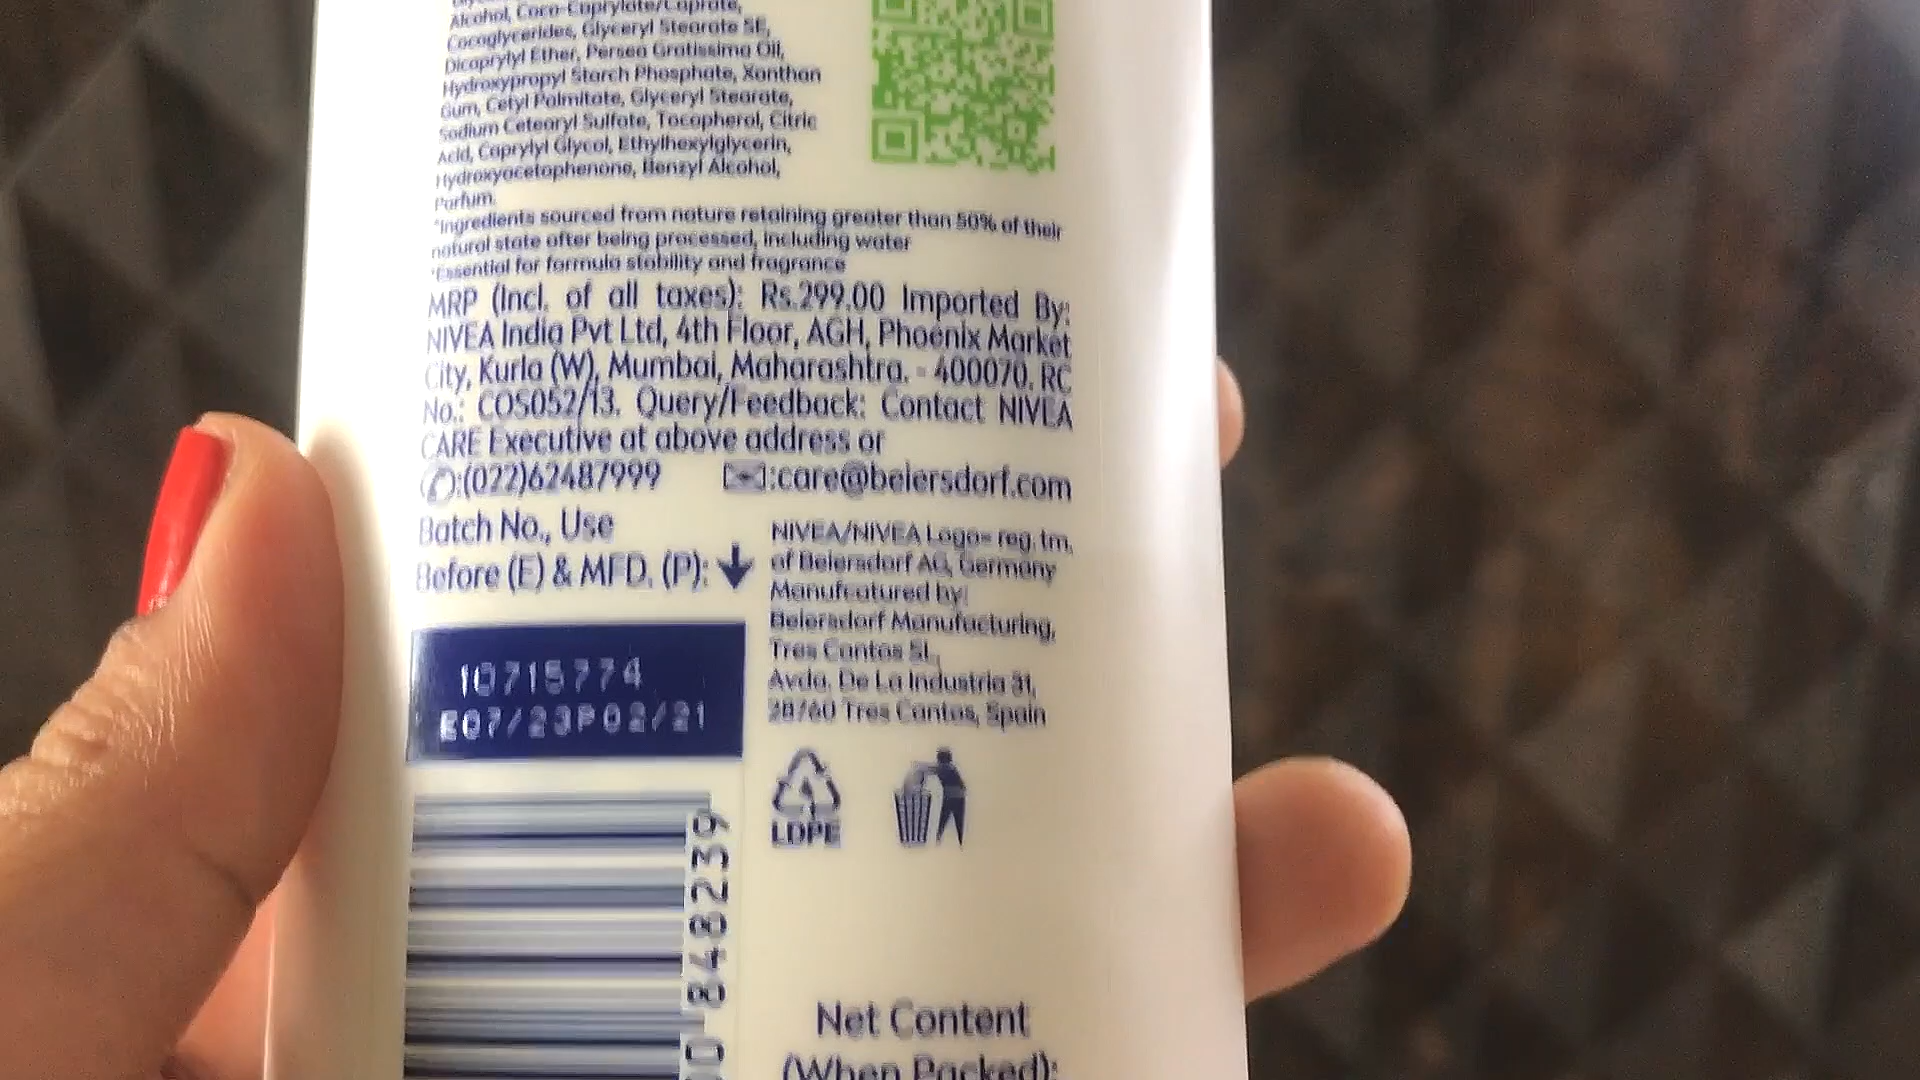 Alcohol, Coco-Caprylate/Caprate,
Cocoglycerides, Glyceryl Stearate SE,
Dicaprylyl Ether, Persea Gratissima Oil,
Hydroxypropyl Starch Phosphate, Xanthan
Gum, Cetyl Palmitate, Glyceryl Stearate,
Sodium Cetearyl Sulfate, Tocopherol, Citric
Acid, Caprylyl Glycol, Ethylhexylglycerin,
Hydroxyacetophenone, Benzyl Alcohol,
Parfum.
*Ingredients sourced from nature retaining greater than 50% of their
natural state after being processed, including water
Essential for formula stability and fragrance
MRP (Incl. of all taxes): Rs.299.00 Imported By:
NIVEA India Pvt Ltd, 4th Floor, AGH, Phoenix Market
City, Kurla (W), Mumbai, Maharashtra. - 400070. RC
No.: COS052/13. Query/Feedback: Contact NIVEA
CARE Executive at above address or
:(022)62487999 :care@beiersdorf.com
Batch No., Use
Before (E) & MFD. (P):
10715774
E07/23P02/21
NIVEA/NIVEA Logo= reg. tm.
of Beiersdorf AG, Germany
Manufcatured by:
Beiersdorf Manufacturing,
Tres Cantos SL.,
Avda. De La Industria 31,
28760 Tres Cantos, Spain
LDPE
848239
Net Content
(When Packed):